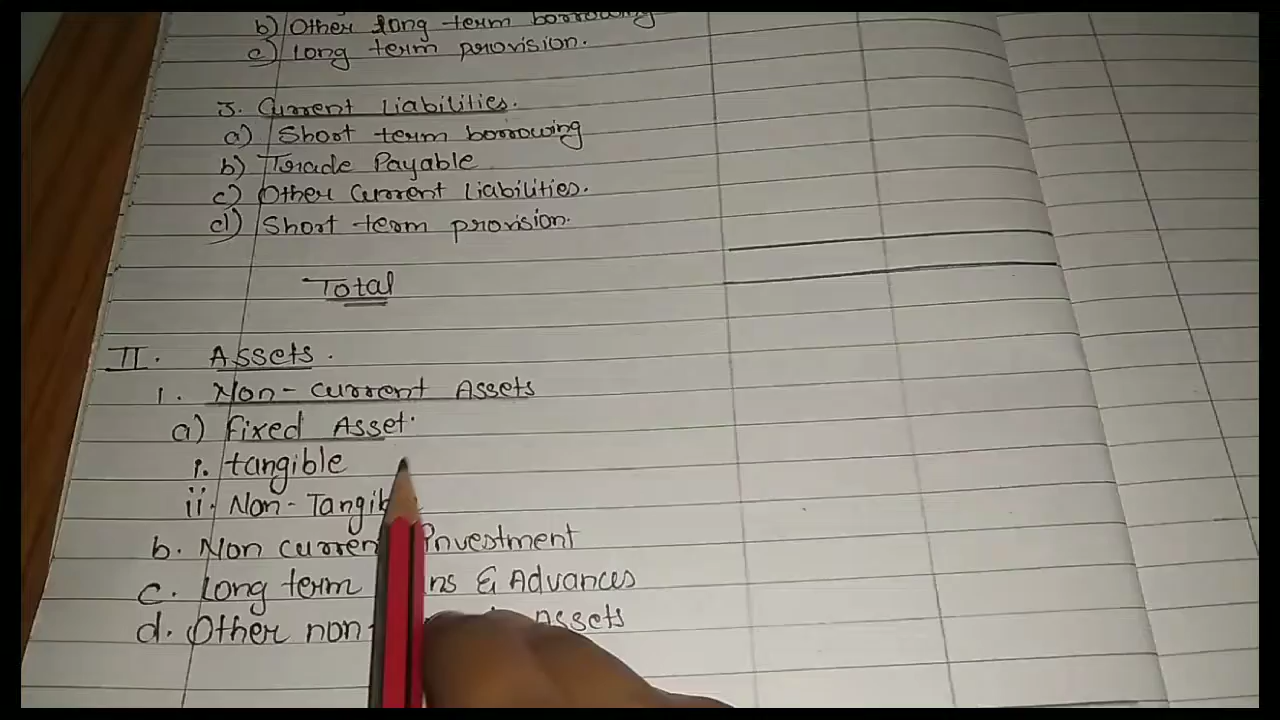 b) Other long term borrowing
c) Long term provision.
3. Current Liabilities.
a) Short term borrowing
b) Trade Payable
c) Other Current Liabilities.
d) Short term provision.
Total
II. Assets.
1. Non-current Assets
a) Fixed Asset.
i. tangible
ii. Non-Tangib
b. Non current Investment
c. Long term ns & Advances
d. Other non Assets